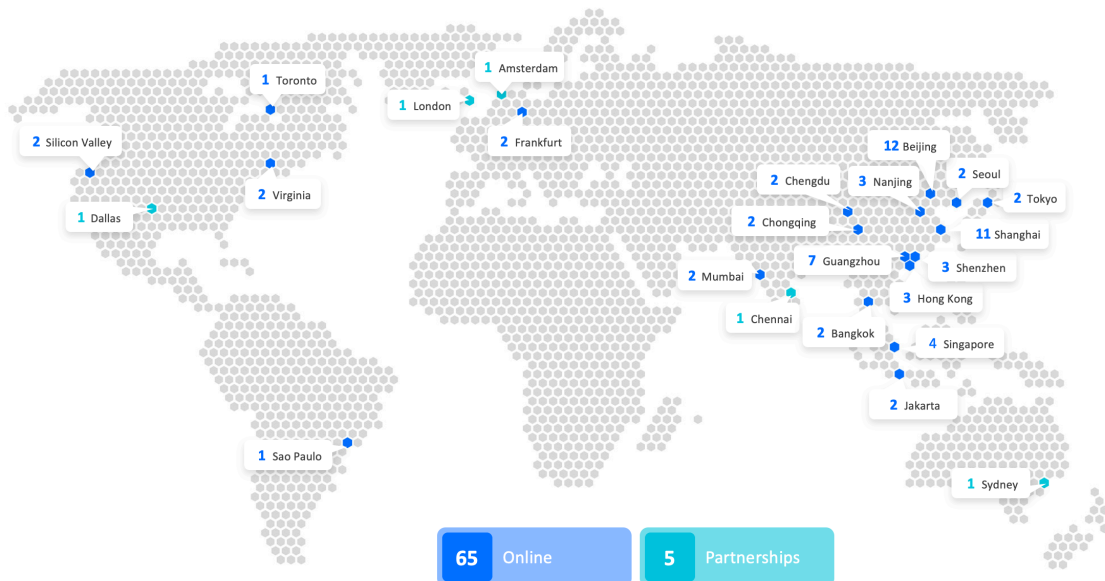 1 Toronto
1 Amsterdam
1 London
2 Silicon Valley
2 Frankfurt
12 Beijing
2 Chengdu
3 Nanjing
2 Seoul
2 Virginia
2 Tokyo
1 Dallas
2 Chongqing
11 Shanghai
7 Guangzhou
3 Shenzhen
2 Mumbai
3 Hong Kong
1 Chennai
2 Bangkok
4 Singapore
2 Jakarta
1 Sao Paulo
1 Sydney
65 Online
5 Partnerships